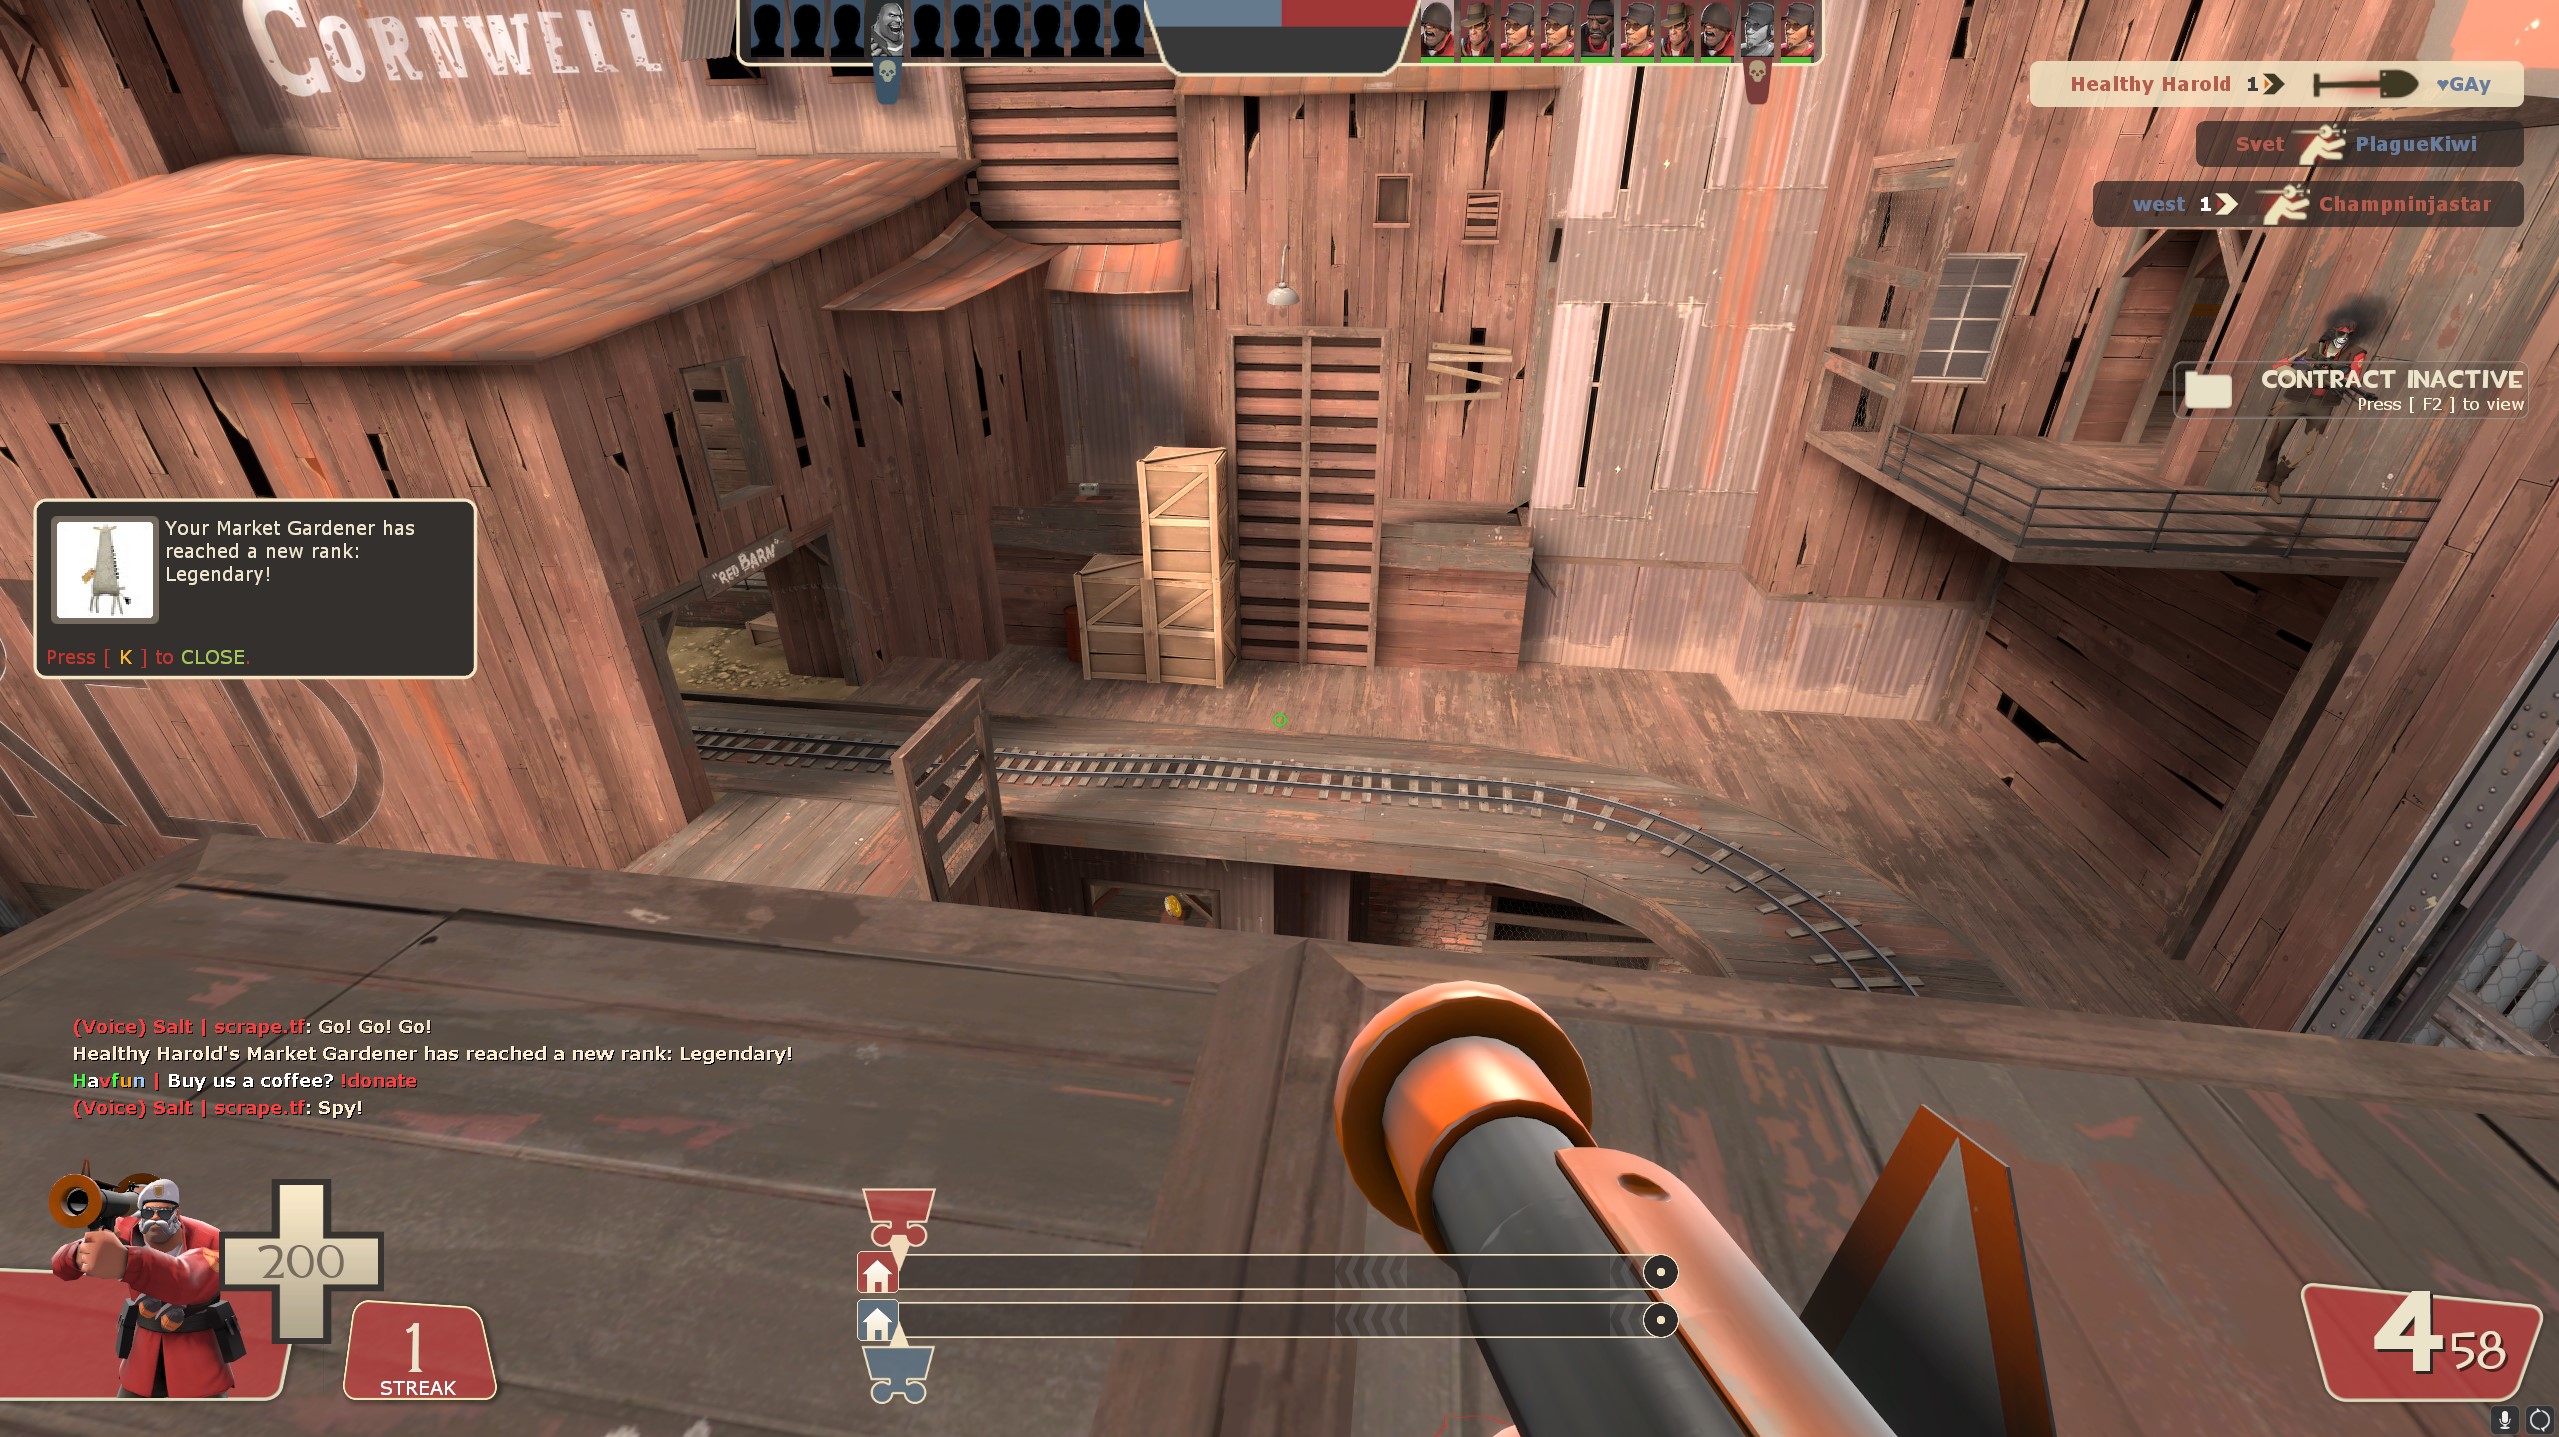 CORNWELL
Healthy Harold 1 ♥GAy
Svet PlagueKiwi
west 1 Champninjastar
CONTRACT INACTIVE
Press [ F2 ] to view
Your Market Gardener has
reached a new rank:
Legendary!
Press [ K ] to CLOSE.
"RED BARN"
RED
(Voice) Salt | scrape.tf: Go! Go! Go!
Healthy Harold's Market Gardener has reached a new rank: Legendary!
Havfun | Buy us a coffee? !donate
(Voice) Salt | scrape.tf: Spy!
200
1
STREAK
4 58